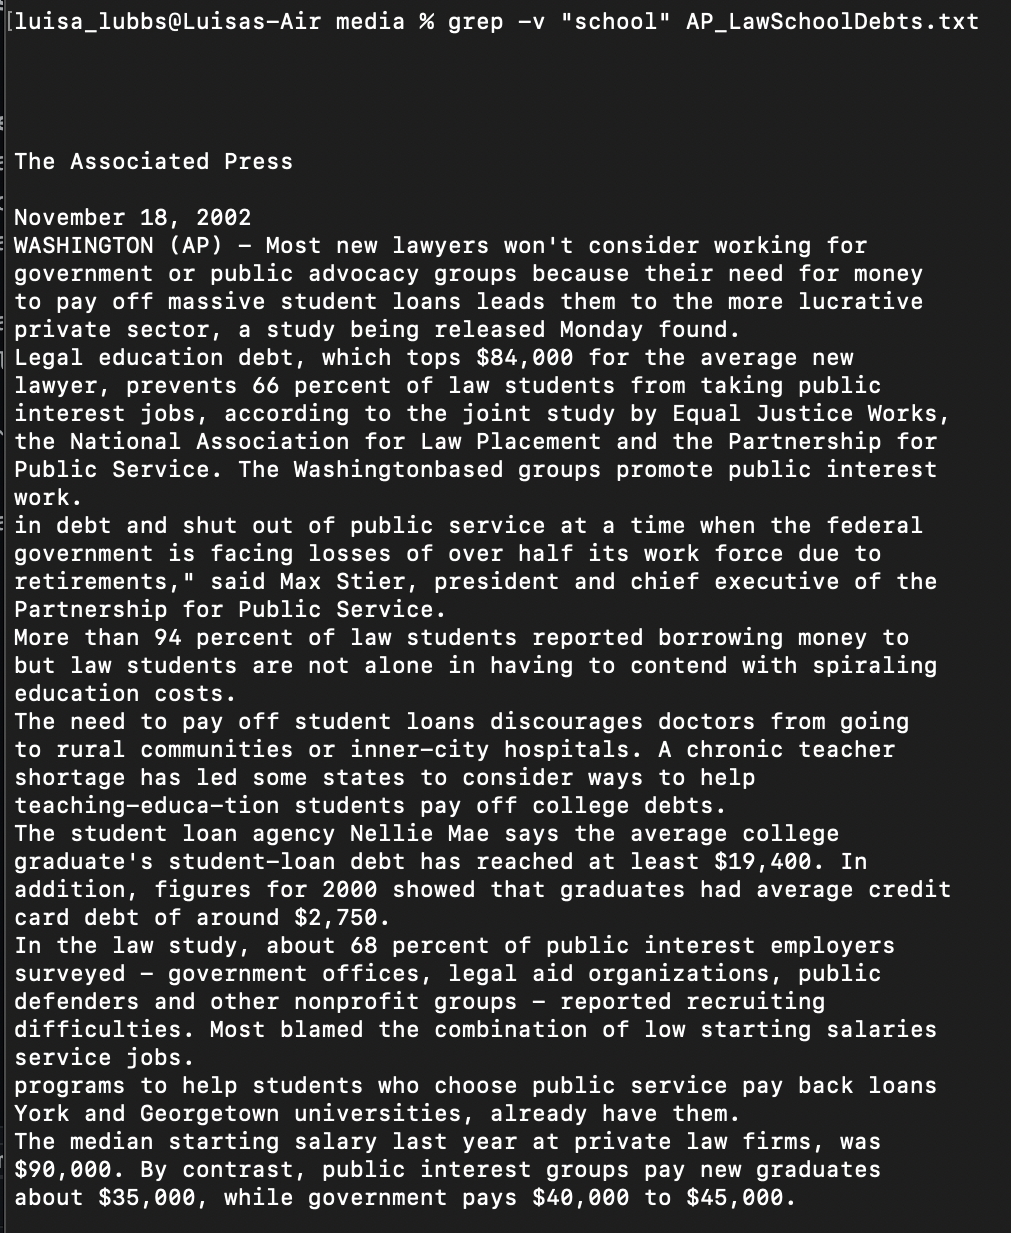 [luisa_lubbs@Luisas-Air media % grep -v "school" AP_LawSchoolDebts.txt
The Associated Press
November 18, 2002
WASHINGTON (AP) - Most new lawyers won't consider working for
government or public advocacy groups because their need for money
to pay off massive student loans leads them to the more lucrative
private sector, a study being released Monday found.
Legal education debt, which tops $84,000 for the average new
lawyer, prevents 66 percent of law students from taking public
interest jobs, according to the joint study by Equal Justice Works,
the National Association for Law Placement and the Partnership for
Public Service. The Washingtonbased groups promote public interest
work.
in debt and shut out of public service at a time when the federal
government is facing losses of over half its work force due to
retirements," said Max Stier, president and chief executive of the
Partnership for Public Service.
More than 94 percent of law students reported borrowing money to
but law students are not alone in having to contend with spiraling
education costs.
The need to pay off student loans discourages doctors from going
to rural communities or inner-city hospitals. A chronic teacher
shortage has led some states to consider ways to help
teaching-educa-tion students pay off college debts.
The student loan agency Nellie Mae says the average college
graduate's student-loan debt has reached at least $19,400. In
addition, figures for 2000 showed that graduates had average credit
card debt of around $2,750.
In the law study, about 68 percent of public interest employers
surveyed - government offices, legal aid organizations, public
defenders and other nonprofit groups - reported recruiting
difficulties. Most blamed the combination of low starting salaries
service jobs.
programs to help students who choose public service pay back loans
York and Georgetown universities, already have them.
The median starting salary last year at private law firms, was
$90,000. By contrast, public interest groups pay new graduates
about $35,000, while government pays $40,000 to $45,000.